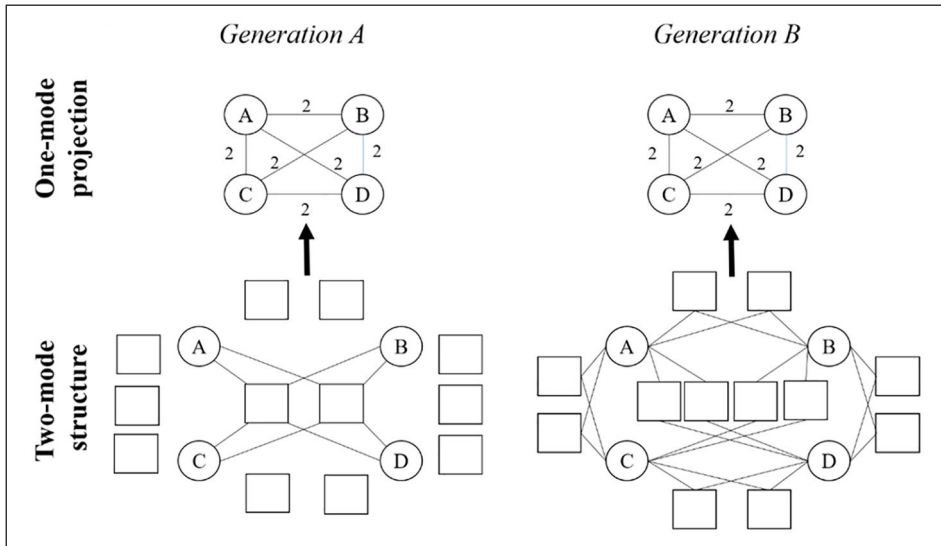 Generation A
Generation B
One-mode
projection
A 2 B
2 2 2 2
C D
2
A 2 B
2 2 2 2
C D
2
Two-mode
structure
A B
C D
A B
C D